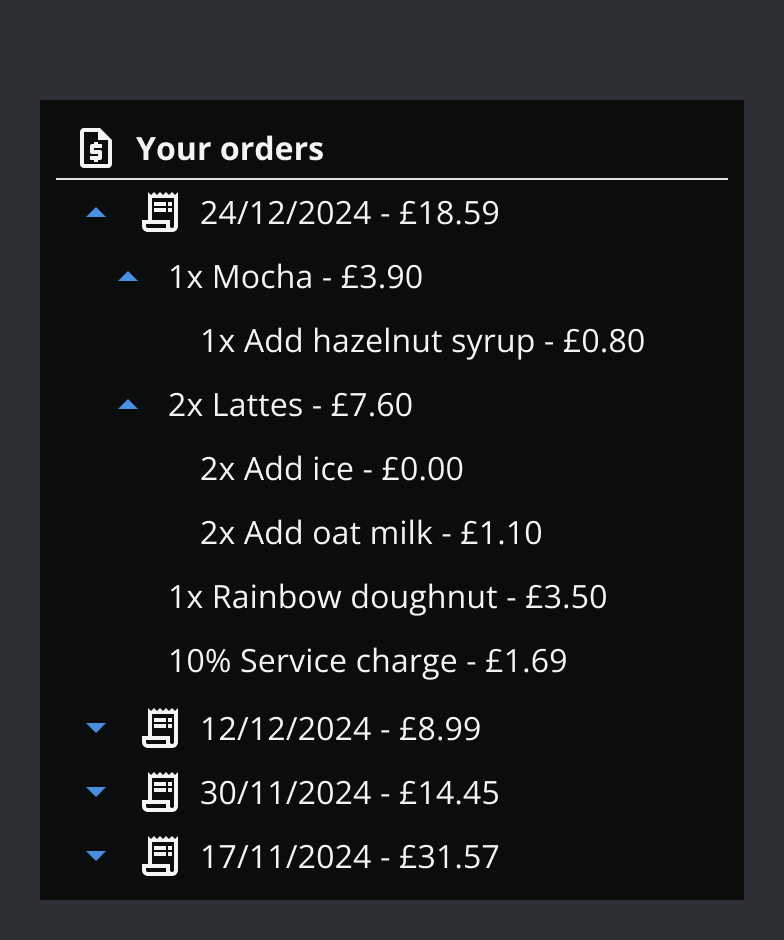 Your orders
24/12/2024 - £18.59
1x Mocha - £3.90
1x Add hazelnut syrup - £0.80
2x Lattes - £7.60
2x Add ice - £0.00
2x Add oat milk - £1.10
1x Rainbow doughnut - £3.50
10% Service charge - £1.69
12/12/2024 - £8.99
30/11/2024 - £14.45
17/11/2024 - £31.57